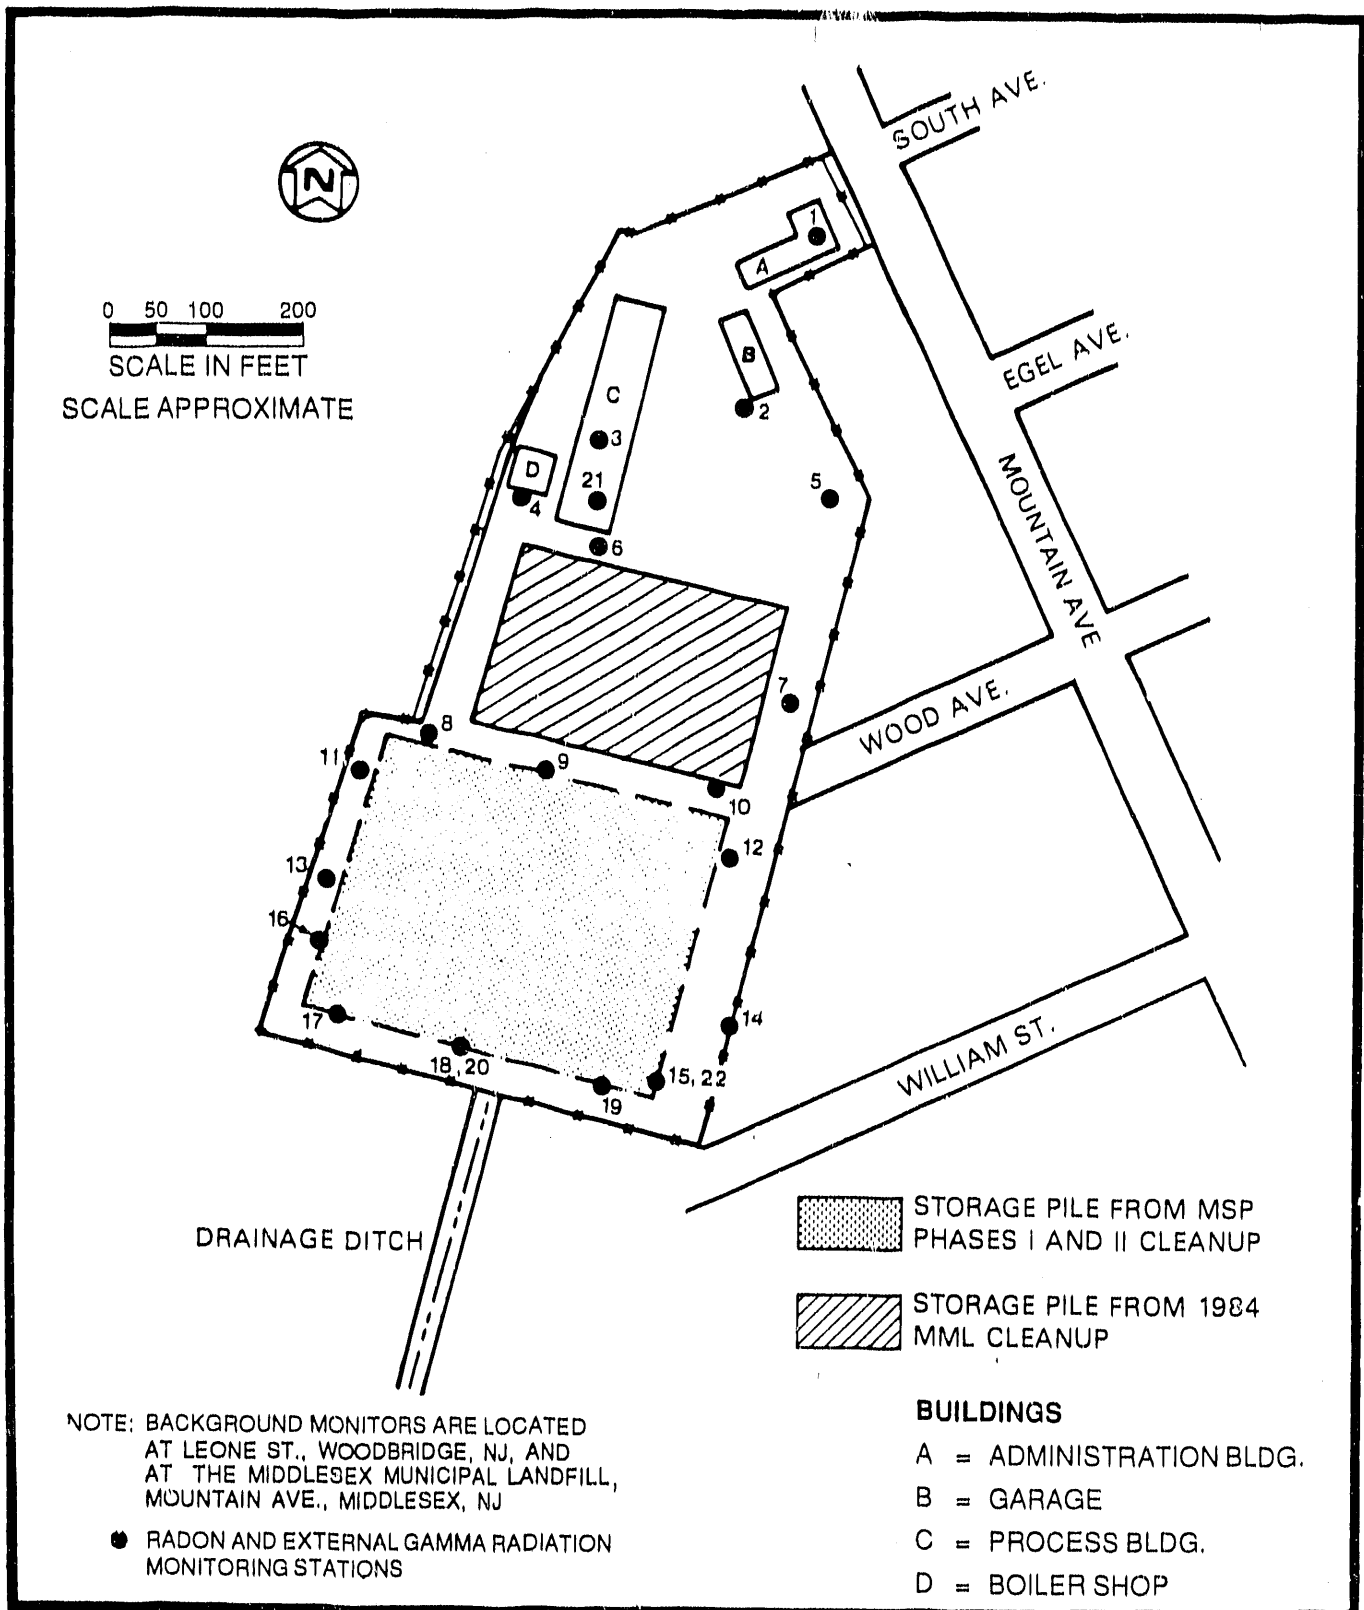 SOUTH AVE.
N
1
A
0 50 100 200
SCALE IN FEET
SCALE APPROXIMATE
B
EGEL AVE.
C
2
3
D
21
5
4
MOUNTAIN AVE
6
7
WOOD AVE.
8
11
9
10
12
13
16
17
14
WILLIAM ST.
18, 20
15, 22
19
DRAINAGE DITCH
STORAGE PILE FROM MSP
PHASES I AND II CLEANUP
STORAGE PILE FROM 1984
MML CLEANUP
NOTE: BACKGROUND MONITORS ARE LOCATED
AT LEONE ST., WOODBRIDGE, NJ, AND
AT THE MIDDLESEX MUNICIPAL LANDFILL,
MOUNTAIN AVE., MIDDLESEX, NJ
RADON AND EXTERNAL GAMMA RADIATION
MONITORING STATIONS
BUILDINGS
A = ADMINISTRATION BLDG.
B = GARAGE
C = PROCESS BLDG.
D = BOILER SHOP